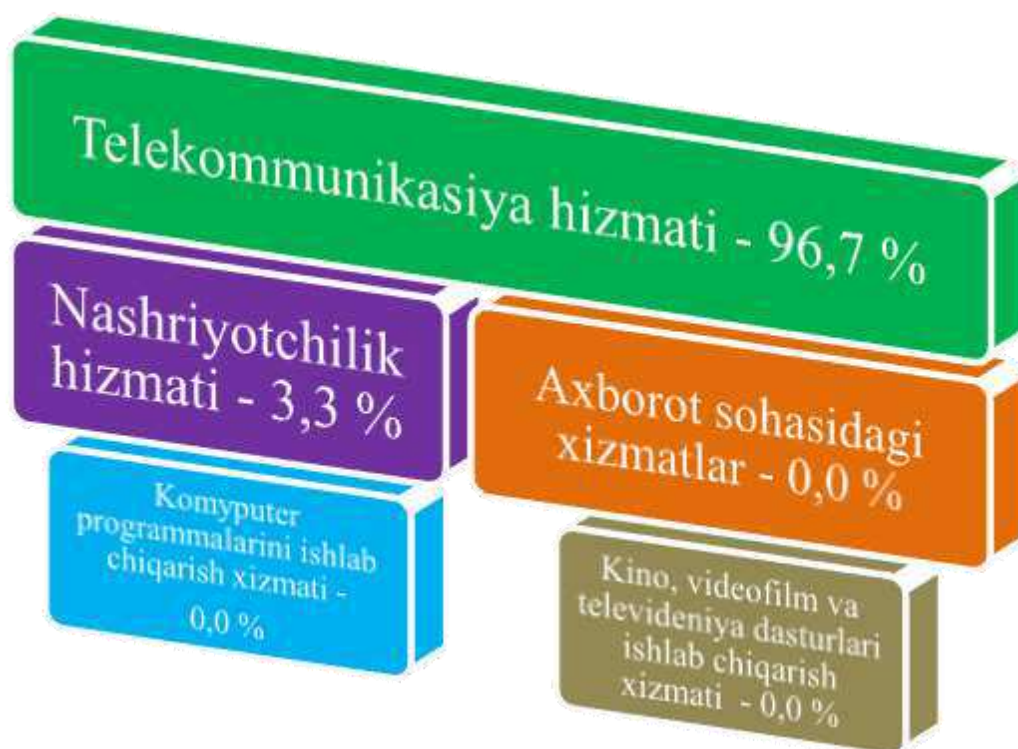 Telekommunikasiya hizmati - 96,7 %
Nashriyotchilik
hizmati - 3,3 %
Axborot sohasidagi
xizmatlar - 0,0 %
Komyputer
programmalarini ishlab
chiqarish xizmati -
0,0 %
Kino, videofilm va
televideniya dasturlari
ishlab chiqarish
xizmati - 0,0 %